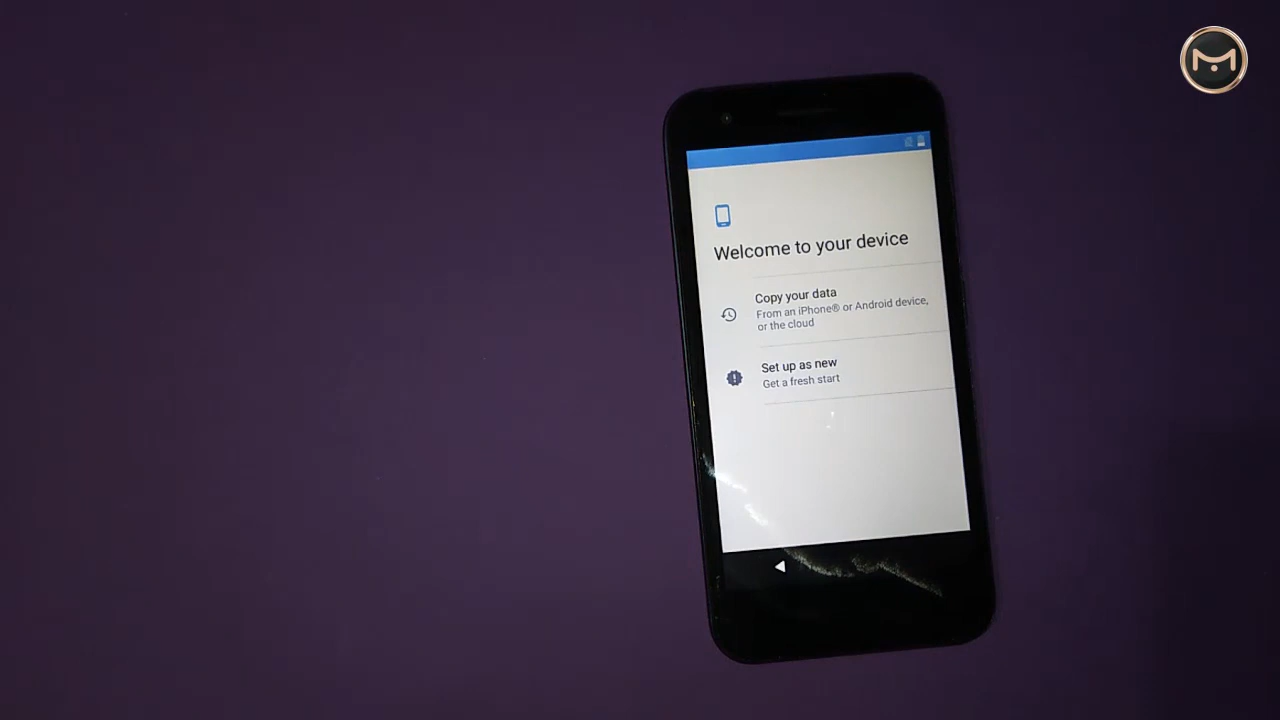 Welcome to your device
Copy your data
From an iPhone® or Android device,
or the cloud
Set up as new
Get a fresh start